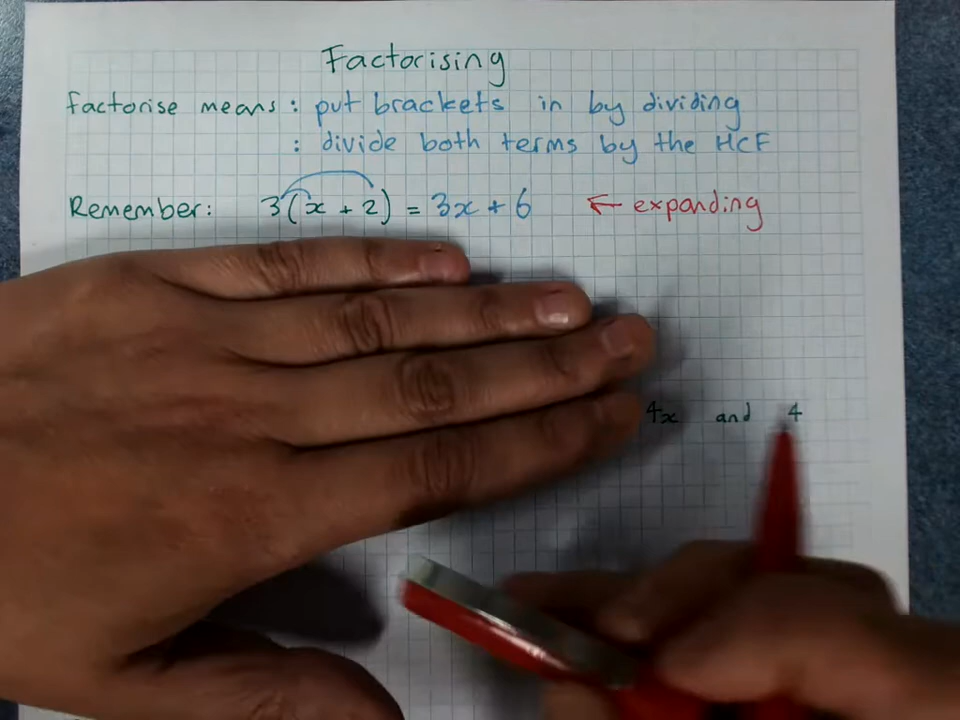 Factorising
factorise means : put brackets in by dividing
: divide both terms by the HCF
Remember: 3(x + 2) = 3x + 6 ← expanding
4x and 4